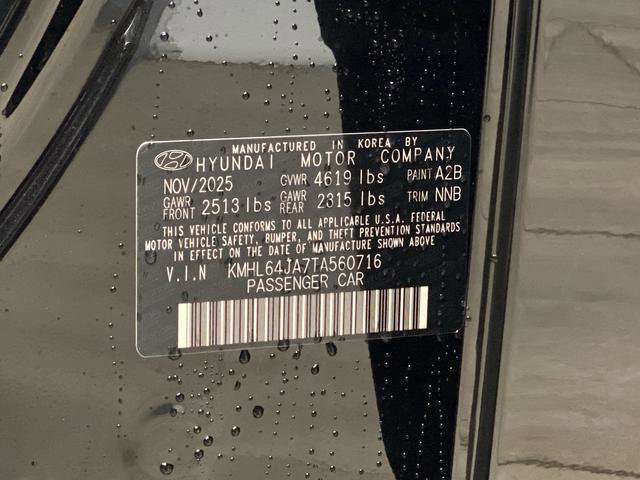 MANUFACTURED IN KOREA BY
HYUNDAI MOTOR COMPANY
NOV/2025 GVWR 4619 lbs PAINT A2B
GAWR FRONT 2513 lbs GAWR REAR 2315 lbs TRIM NNB
THIS VEHICLE CONFORMS TO ALL APPLICABLE U.S.A. FEDERAL
MOTOR VEHICLE SAFETY, BUMPER, AND THEFT PREVENTION STANDARDS
IN EFFECT ON THE DATE OF MANUFACTURE SHOWN ABOVE
V.I.N KMHL64JA7TA560716
PASSENGER CAR